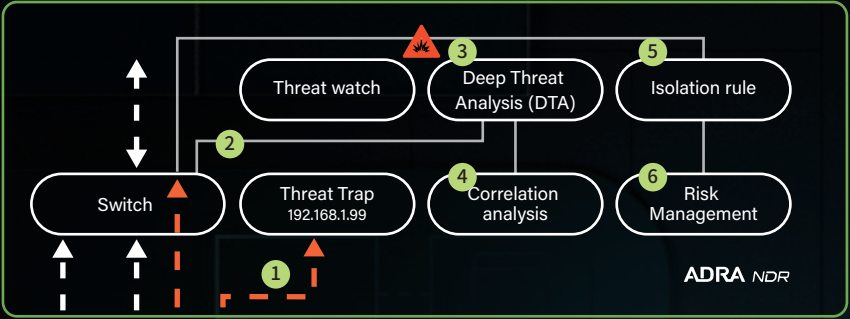 3
5
Threat watch
Deep Threat
Analysis (DTA)
Isolation rule
2
4
6
Switch
Threat Trap
192.168.1.99
Correlation
analysis
Risk
Management
1
ADRA NDR